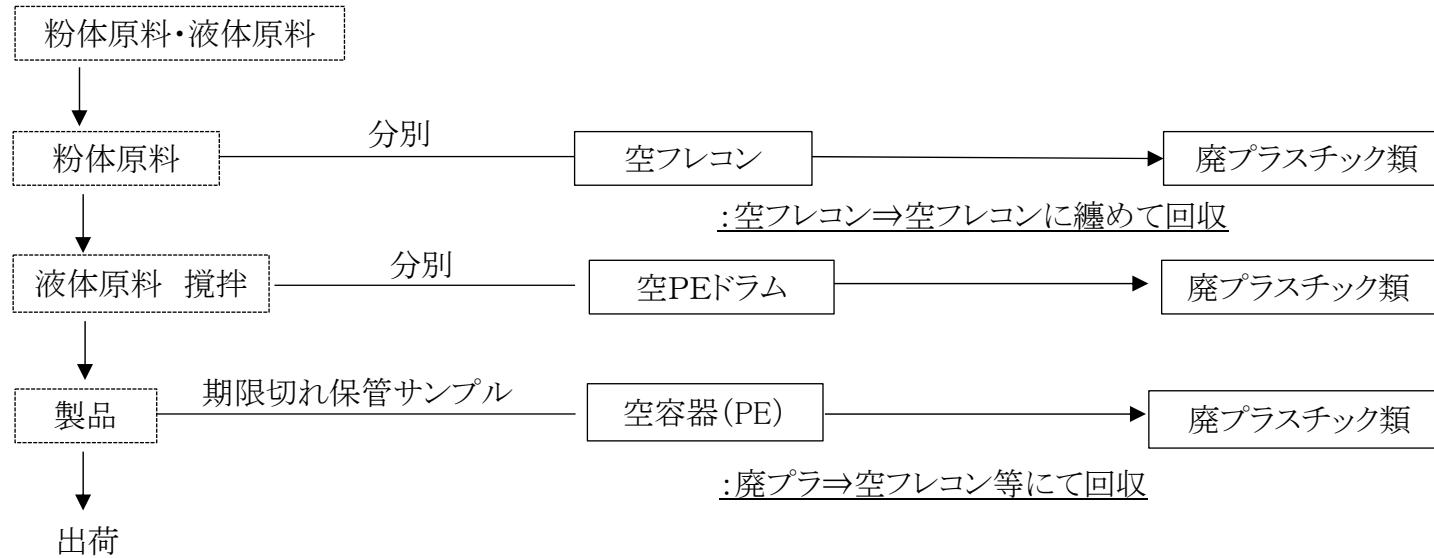 粉体原料・液体原料
分別
粉体原料
空フレコン
廃プラスチック類
:空フレコン⇒空フレコンに纏めて回収
分別
液体原料　撹拌
空PEドラム
廃プラスチック類
期限切れ保管サンプル
製品
空容器(PE)
廃プラスチック類
:廃プラ⇒空フレコン等にて回収
出荷